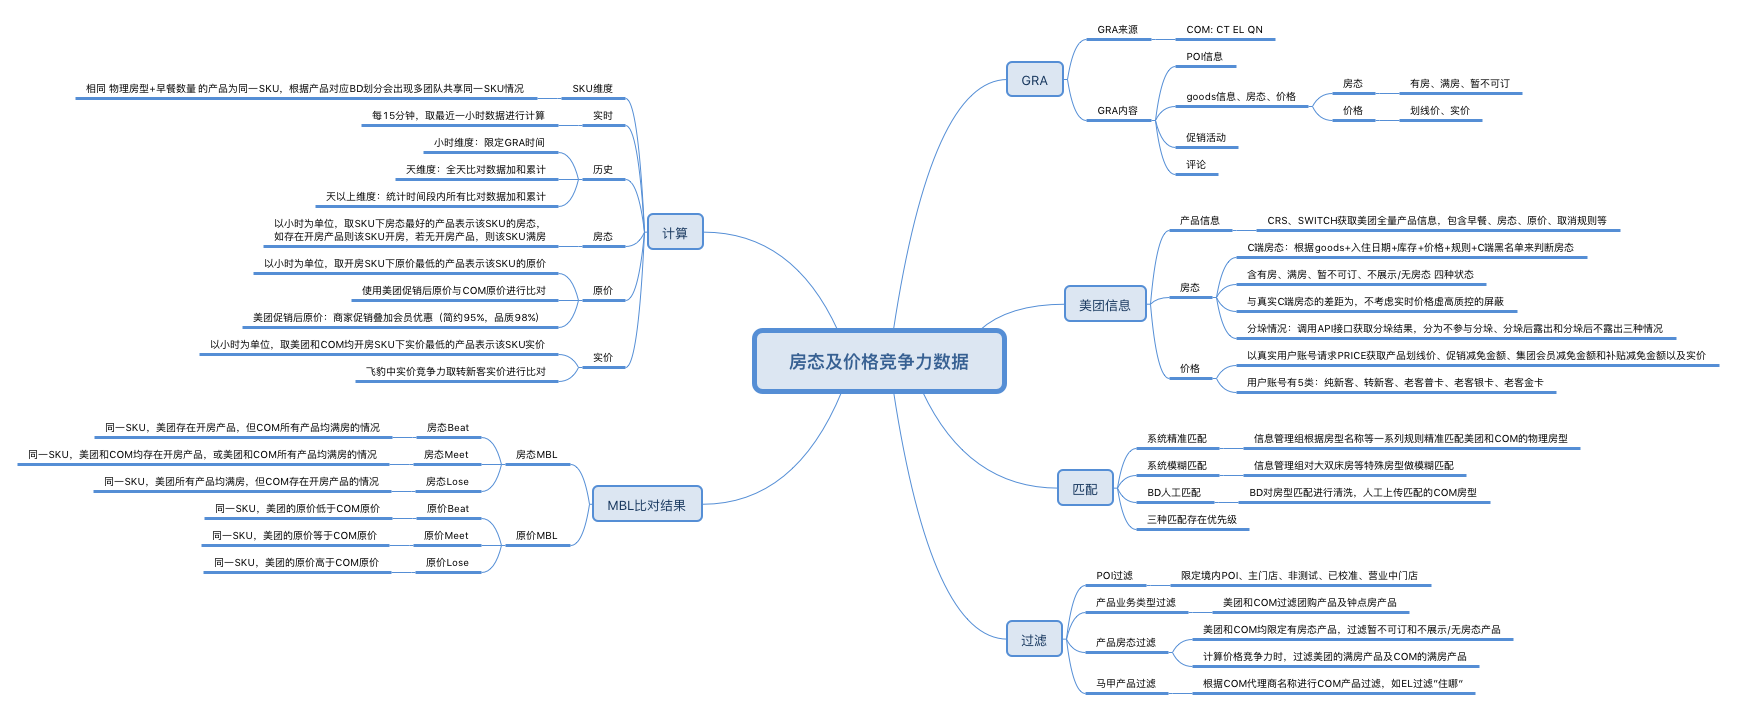 房态及价格竞争力数据
GRA
GRA来源
COM: CT EL QN
GRA内容
POI信息
goods信息、房态、价格
房态
有房、满房、暂不可订
价格
划线价、实价
促销活动
评论
美团信息
产品信息
CRS、SWITCH获取美团全量产品信息，包含早餐、房态、原价、取消规则等
房态
C端房态：根据goods+入住日期+库存+价格+规则+C端黑名单来判断房态
含有房、满房、暂不可订、不展示/无房态 四种状态
与真实C端房态的差距为，不考虑实时价格虚高质控的屏蔽
分垛情况：调用API接口获取分垛结果，分为不参与分垛、分垛后露出和分垛后不露出三种情况
价格
以真实用户账号请求PRICE获取产品划线价、促销减免金额、集团会员减免金额和补贴减免金额以及实价
用户账号有5类：纯新客、转新客、老客普卡、老客银卡、老客金卡
匹配
系统精准匹配
信息管理组根据房型名称等一系列规则精准匹配美团和COM的物理房型
系统模糊匹配
信息管理组对大双床房等特殊房型做模糊匹配
BD人工匹配
BD对房型匹配进行清洗，人工上传匹配的COM房型
三种匹配存在优先级
过滤
POI过滤
限定境内POI、主门店、非测试、已校准、营业中门店
产品业务类型过滤
美团和COM过滤团购产品及钟点房产品
产品房态过滤
美团和COM均限定有房态产品，过滤暂不可订和不展示/无房态产品
计算价格竞争力时，过滤美团的满房产品及COM的满房产品
马甲产品过滤
根据COM代理商名称进行COM产品过滤，如EL过滤“住哪”
计算
SKU维度
相同 物理房型+早餐数量 的产品为同一SKU，根据产品对应BD划分会出现多团队共享同一SKU情况
实时
每15分钟，取最近一小时数据进行计算
历史
小时维度：限定GRA时间
天维度：全天比对数据加和累计
天以上维度：统计时间段内所有比对数据加和累计
房态
以小时为单位，取SKU下房态最好的产品表示该SKU的房态，
如存在开房产品则该SKU开房，若无开房产品，则该SKU满房
原价
以小时为单位，取开房SKU下原价最低的产品表示该SKU的原价
使用美团促销后原价与COM原价进行比对
美团促销后原价：商家促销叠加会员优惠（简约95%，品质98%）
实价
以小时为单位，取美团和COM均开房SKU下实价最低的产品表示该SKU实价
飞豹中实价竞争力取转新客实价进行比对
MBL比对结果
房态MBL
房态Beat
同一SKU，美团存在开房产品，但COM所有产品均满房的情况
房态Meet
同一SKU，美团和COM均存在开房产品，或美团和COM所有产品均满房的情况
房态Lose
同一SKU，美团所有产品均满房，但COM存在开房产品的情况
原价MBL
原价Beat
同一SKU，美团的原价低于COM原价
原价Meet
同一SKU，美团的原价等于COM原价
原价Lose
同一SKU，美团的原价高于COM原价